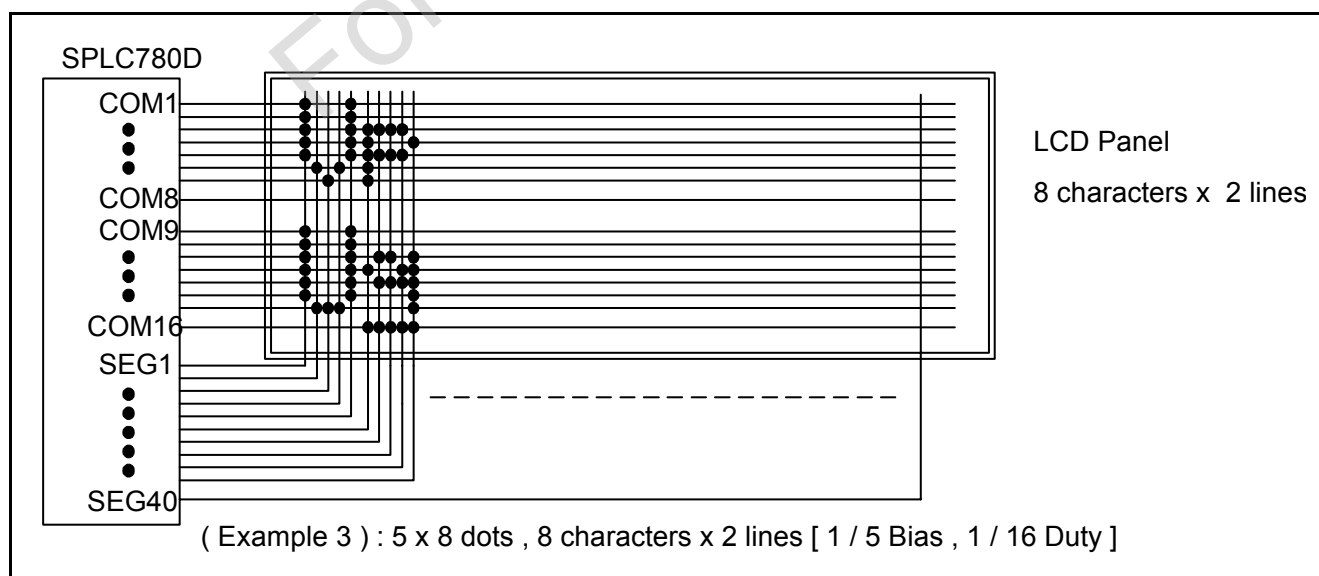 For
SPLC780D
COM1
COM8
COM9
COM16
SEG1
SEG40
LCD Panel
8 characters x 2 lines
( Example 3 ) : 5 x 8 dots , 8 characters x 2 lines [ 1 / 5 Bias , 1 / 16 Duty ]